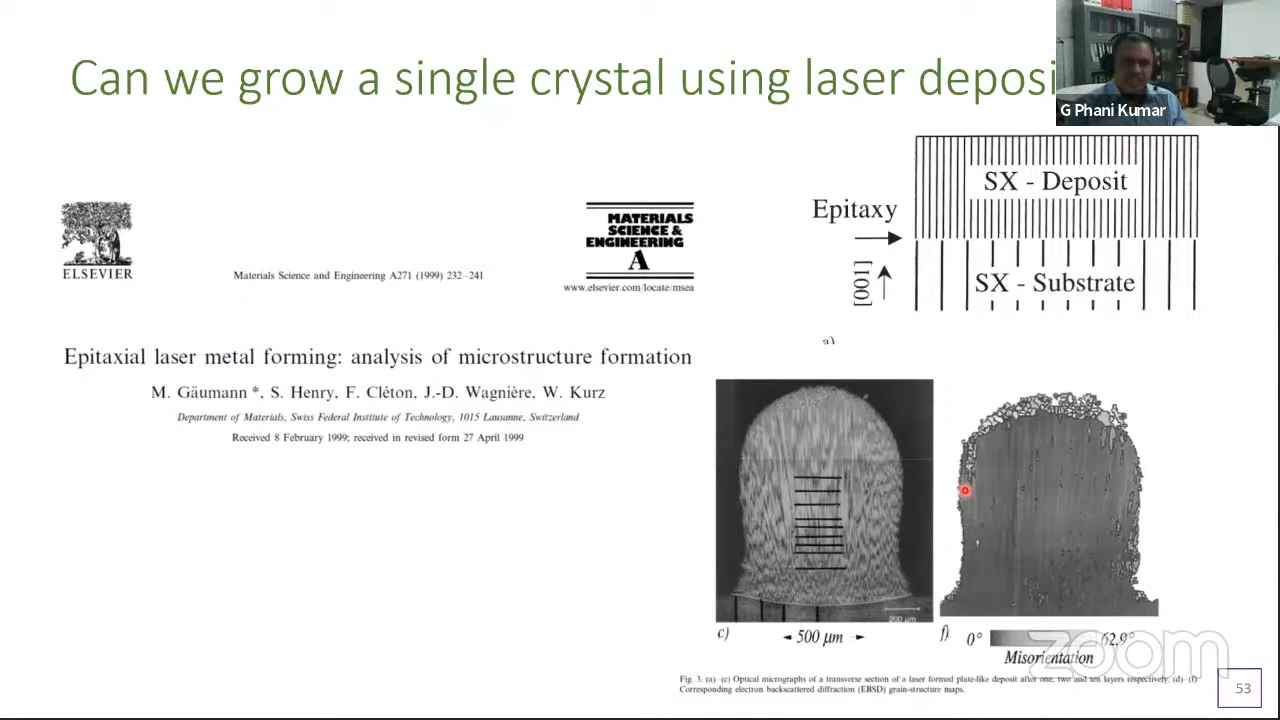 Can we grow a single crystal using laser deposi
G Phani Kumar
ELSEVIER
Materials Science and Engineering A271 (1999) 232–241
MATERIALS
SCIENCE &
ENGINEERING
A
www.elsevier.com/locate/msea
Epitaxial laser metal forming: analysis of microstructure formation
M. Gäumann *, S. Henry, F. Cléton, J.-D. Wagnière, W. Kurz
Department of Materials, Swiss Federal Institute of Technology, 1015 Lausanne, Switzerland
Received 8 February 1999; received in revised form 27 April 1999
SX - Deposit
Epitaxy
[001]
SX - Substrate
a)
200 μm
c)
500 μm
f)
0°
62.9°
Misorientation
zoom
Fig. 3. (a)–(c) Optical micrographs of a transverse section of a laser formed plate-like deposit after one, two and ten layers respectively. (d)–(f)
Corresponding electron backscattered diffraction (EBSD) grain-structure maps.
53